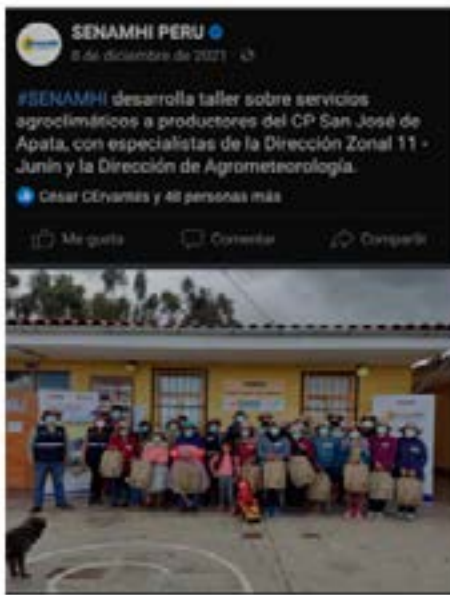 SENAMHI PERU
8 de diciembre de 2021
#SENAMHI desarrolla taller sobre servicios
agroclimáticos a productores del CP San José de
Apata, con especialistas de la Dirección Zonal 11 -
Junín y la Dirección de Agrometeorología.
César CErvantes y 48 personas más
Me gusta Comentar Compartir